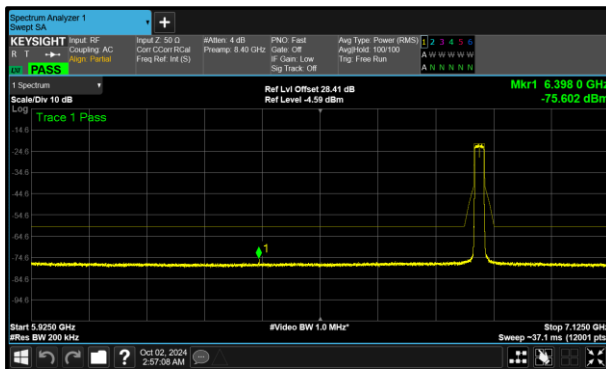 Spectrum Analyzer 1
Swept SA
KEYSIGHT
R T
LXI
PASS
Input: RF
Coupling: AC
Align: Partial
Input Z: 50 Ω
Corr CCorr RCal
Freq Ref: Int (S)
#Atten: 4 dB
Preamp: 8.40 GHz
PNO: Fast
Gate: Off
IF Gain: Low
Sig Track: Off
Avg Type: Power (RMS)
Avg|Hold: 100/100
Trig: Free Run
1 2 3 4 5 6
A W W W W W
A N N N N N
1 Spectrum
Scale/Div 10 dB
Ref Lvl Offset 28.41 dB
Ref Level -4.59 dBm
Mkr1 6.398 0 GHz
-75.602 dBm
Log
Trace 1 Pass
-14.6
-24.6
-34.6
-44.6
-54.6
-64.6
-74.6
-84.6
-94.6
1
Start 5.9250 GHz
#Res BW 200 kHz
#Video BW 1.0 MHz*
Stop 7.1250 GHz
Sweep ~37.1 ms (12001 pts)
?
Oct 02, 2024
2:57:08 AM